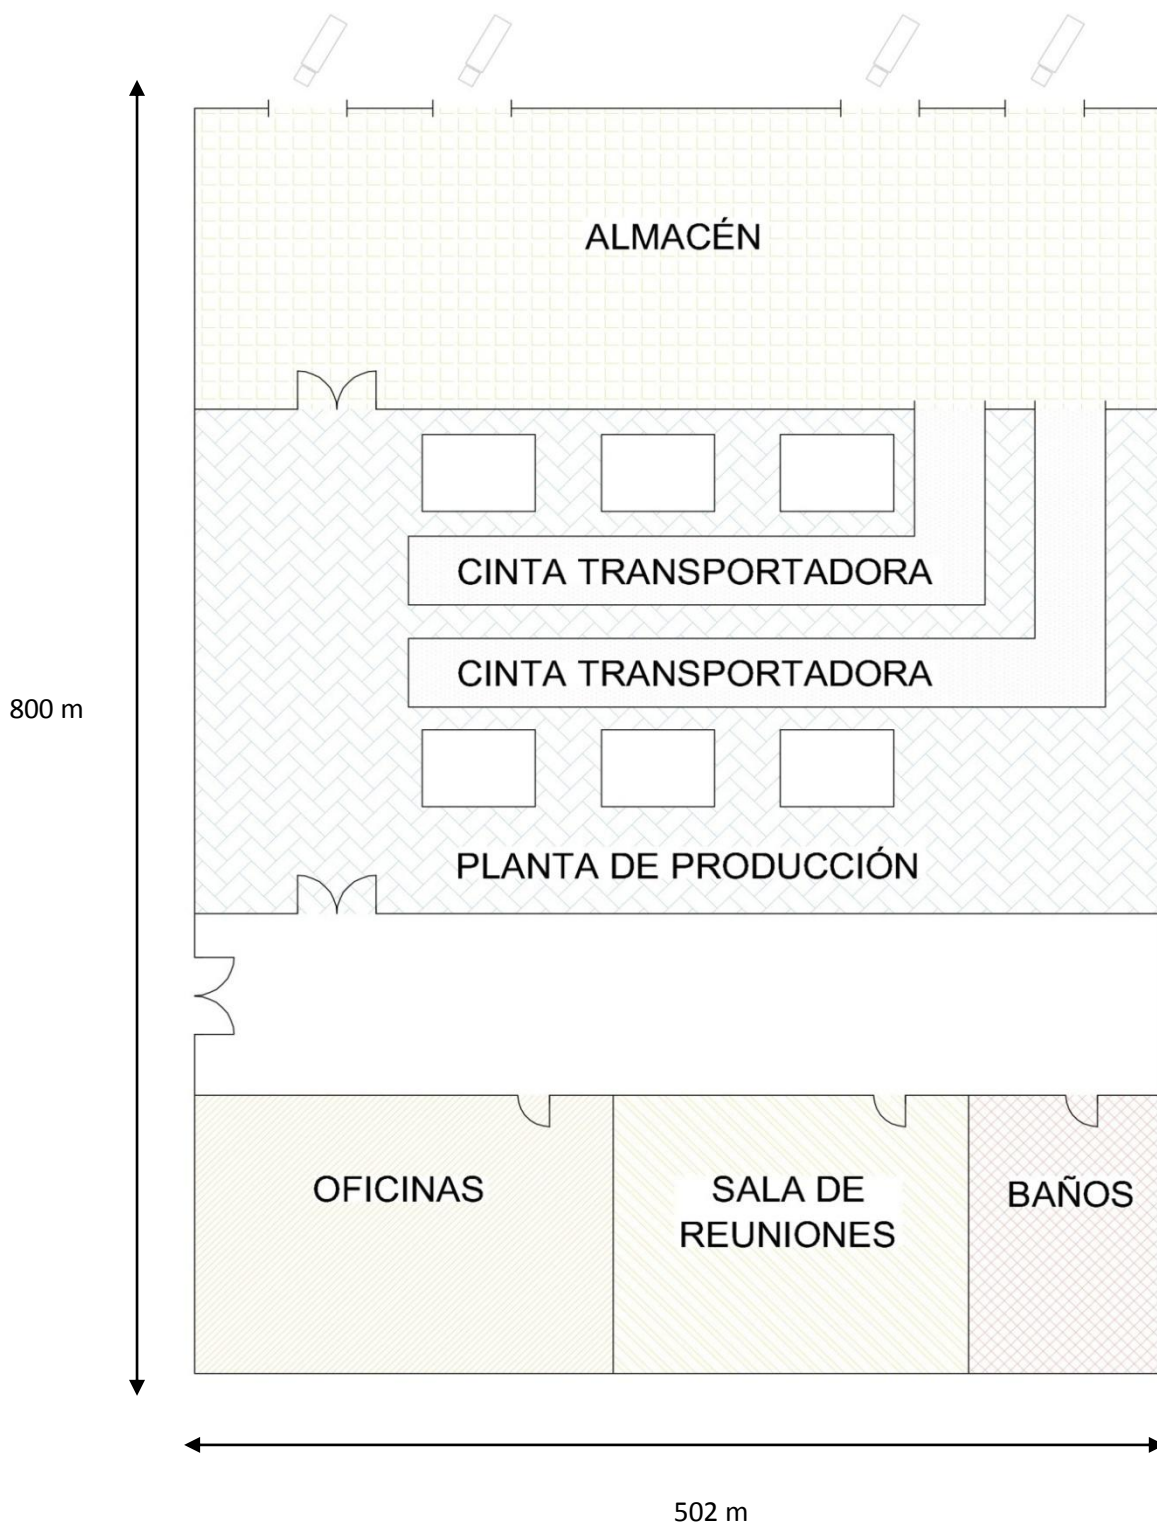 ALMACÉN
CINTA TRANSPORTADORA
CINTA TRANSPORTADORA
800 m
PLANTA DE PRODUCCIÓN
OFICINAS
SALA DE
REUNIONES
BAÑOS
502 m